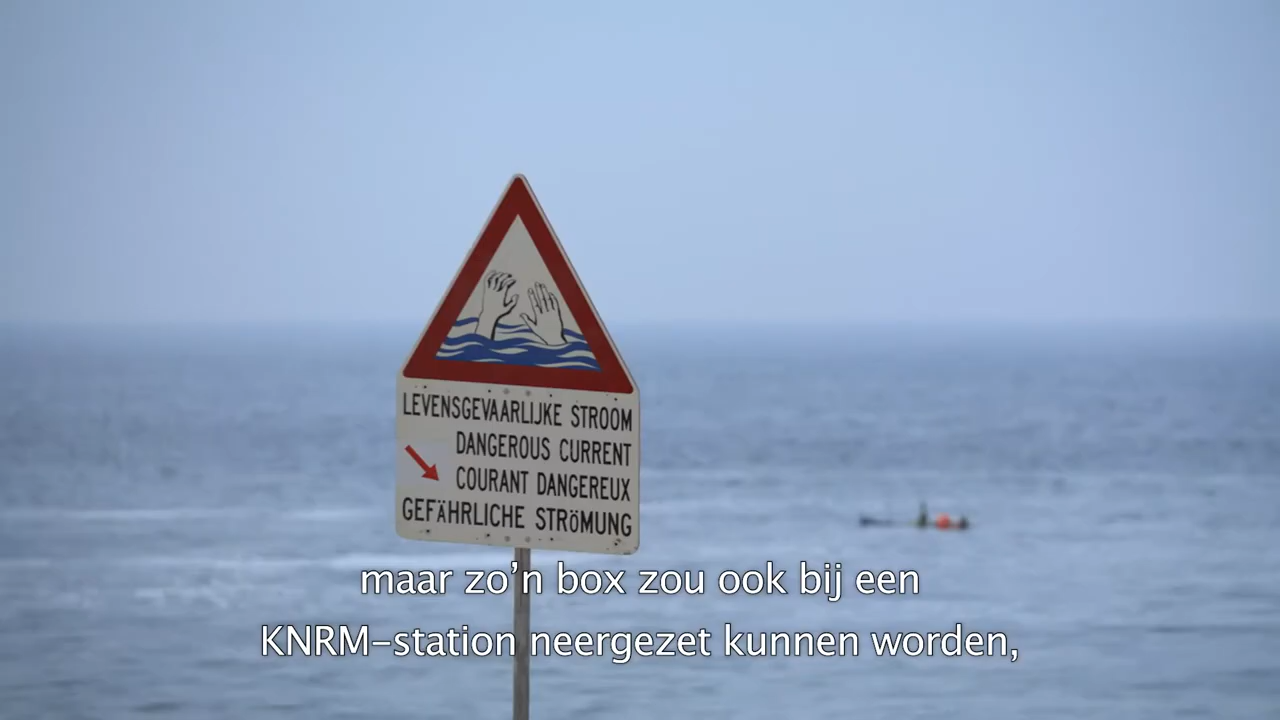 LEVENSGEVAARLIJKE STROOM
DANGEROUS CURRENT
COURANT DANGEREUX
GEFÄHRLICHE STRÖMUNG
maar zo’n box zou ook bij een
KNRM-station neergezet kunnen worden,